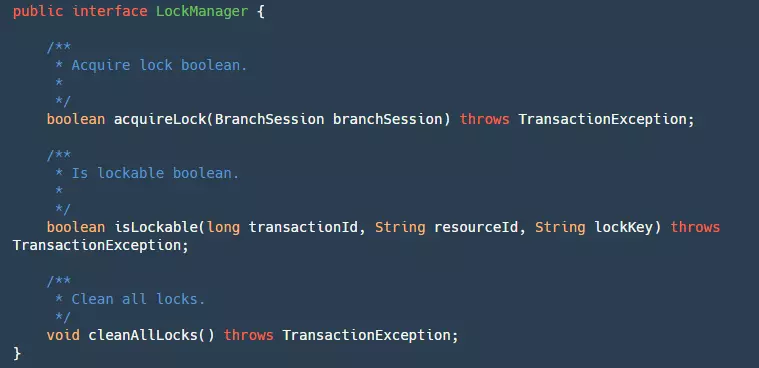 public interface LockManager {
/**
* Acquire lock boolean.
*
*/
boolean acquireLock(BranchSession branchSession) throws TransactionException;
/**
* Is lockable boolean.
*
*/
boolean isLockable(long transactionId, String resourceId, String lockKey) throws
TransactionException;
/**
* Clean all locks.
*/
void cleanAllLocks() throws TransactionException;
}